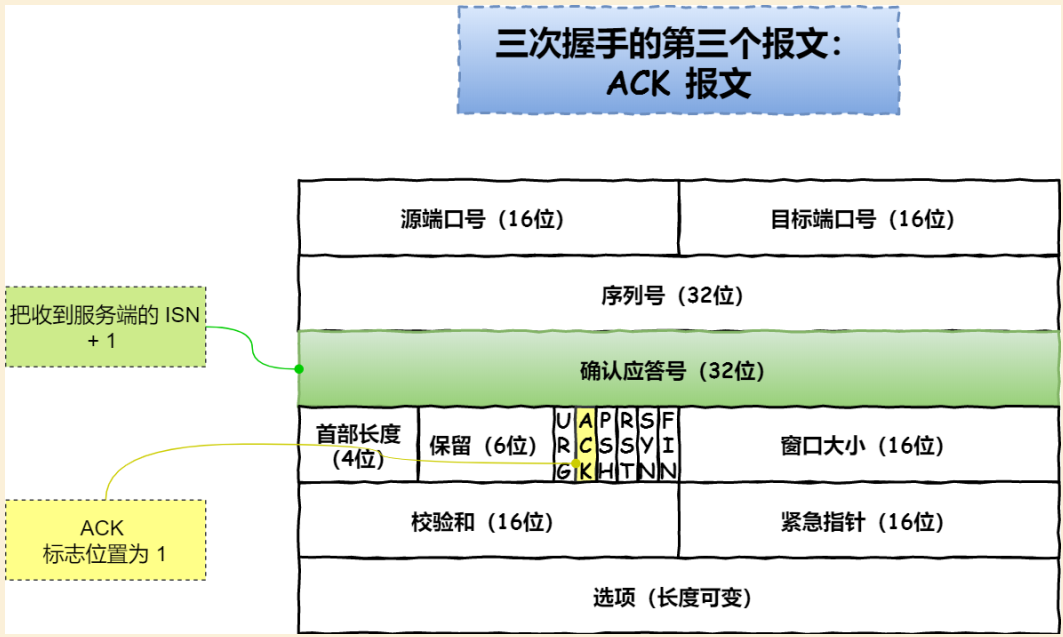 三次握手的第三个报文：
ACK 报文
源端口号（16位）
目标端口号（16位）
序列号（32位）
把收到服务端的 ISN
+ 1
确认应答号（32位）
首部长度
（4位）
保留（6位）
URG
ACK
PSH
RST
SYN
FIN
窗口大小（16位）
ACK
标志位置为 1
校验和（16位）
紧急指针（16位）
选项（长度可变）